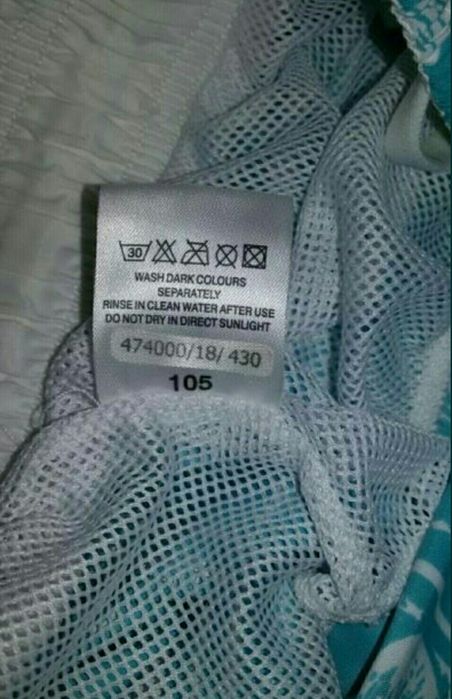 30
WASH DARK COLOURS
SEPARATELY
RINSE IN CLEAN WATER AFTER USE
DO NOT DRY IN DIRECT SUNLIGHT
474000/18/ 430
105